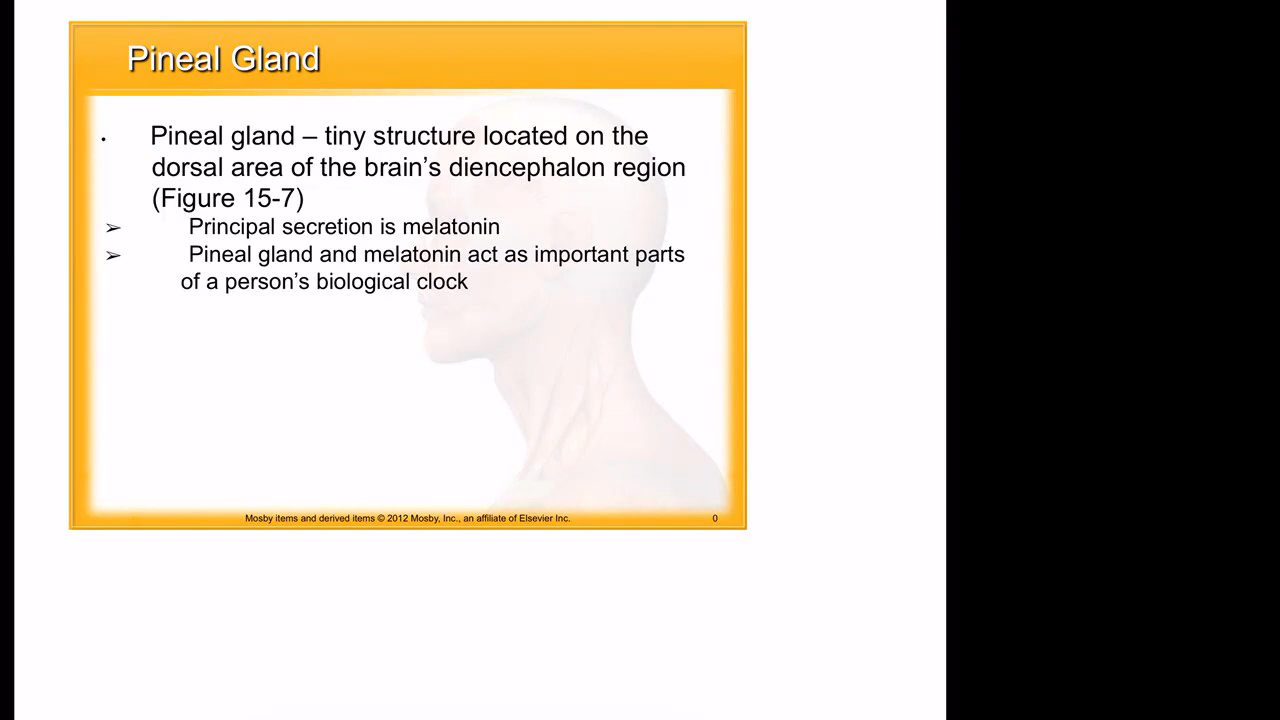 Pineal Gland
• Pineal gland – tiny structure located on the
dorsal area of the brain’s diencephalon region
(Figure 15-7)
➢ Principal secretion is melatonin
➢ Pineal gland and melatonin act as important parts
of a person’s biological clock
Mosby items and derived items © 2012 Mosby, Inc., an affiliate of Elsevier Inc. 0